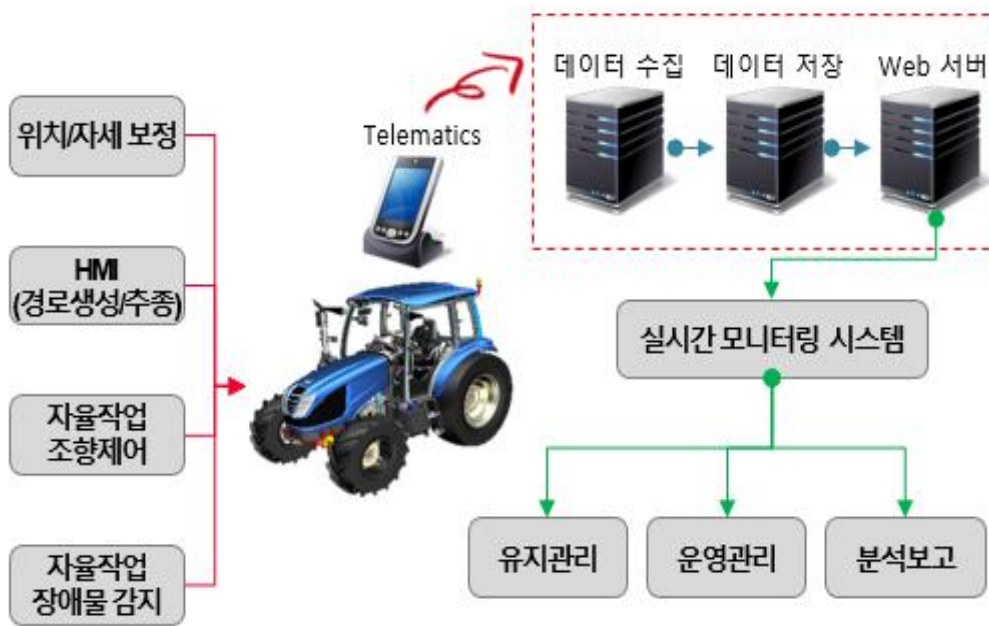 데이터 수집
데이터 저장
Web 서버
Telematics
위치/자세 보정
HMI
(경로생성/추종)
자율작업
조향제어
자율작업
장애물 감지
실시간 모니터링 시스템
유지관리
운영관리
분석보고